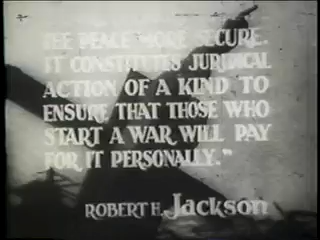 THE PEACE MORE SECURE.
IT CONSTITUTES JURIDICAL
ACTION OF A KIND TO
ENSURE THAT THOSE WHO
START A WAR WILL PAY
FOR IT PERSONALLY."
ROBERT H. Jackson